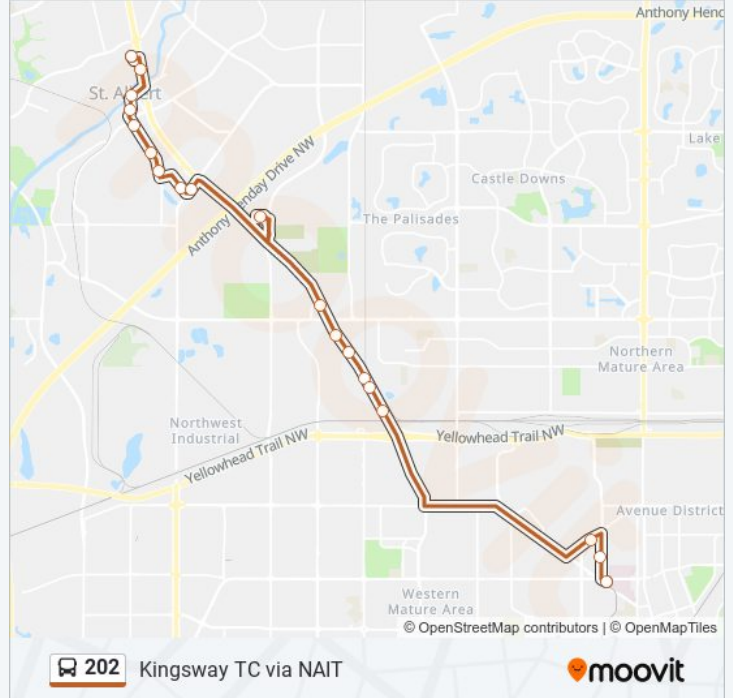 Anthony Hend
St. Albert
Lake
Anthony Henday Drive NW
Castle Downs
The Palisades
Northern
Mature Area
Northwest
Industrial
Yellowhead Trail NW
Yellowhead Trail NW
Avenue District
Western
Mature Area
© OpenStreetMap contributors | © OpenMapTiles
202 Kingsway TC via NAIT
moovit